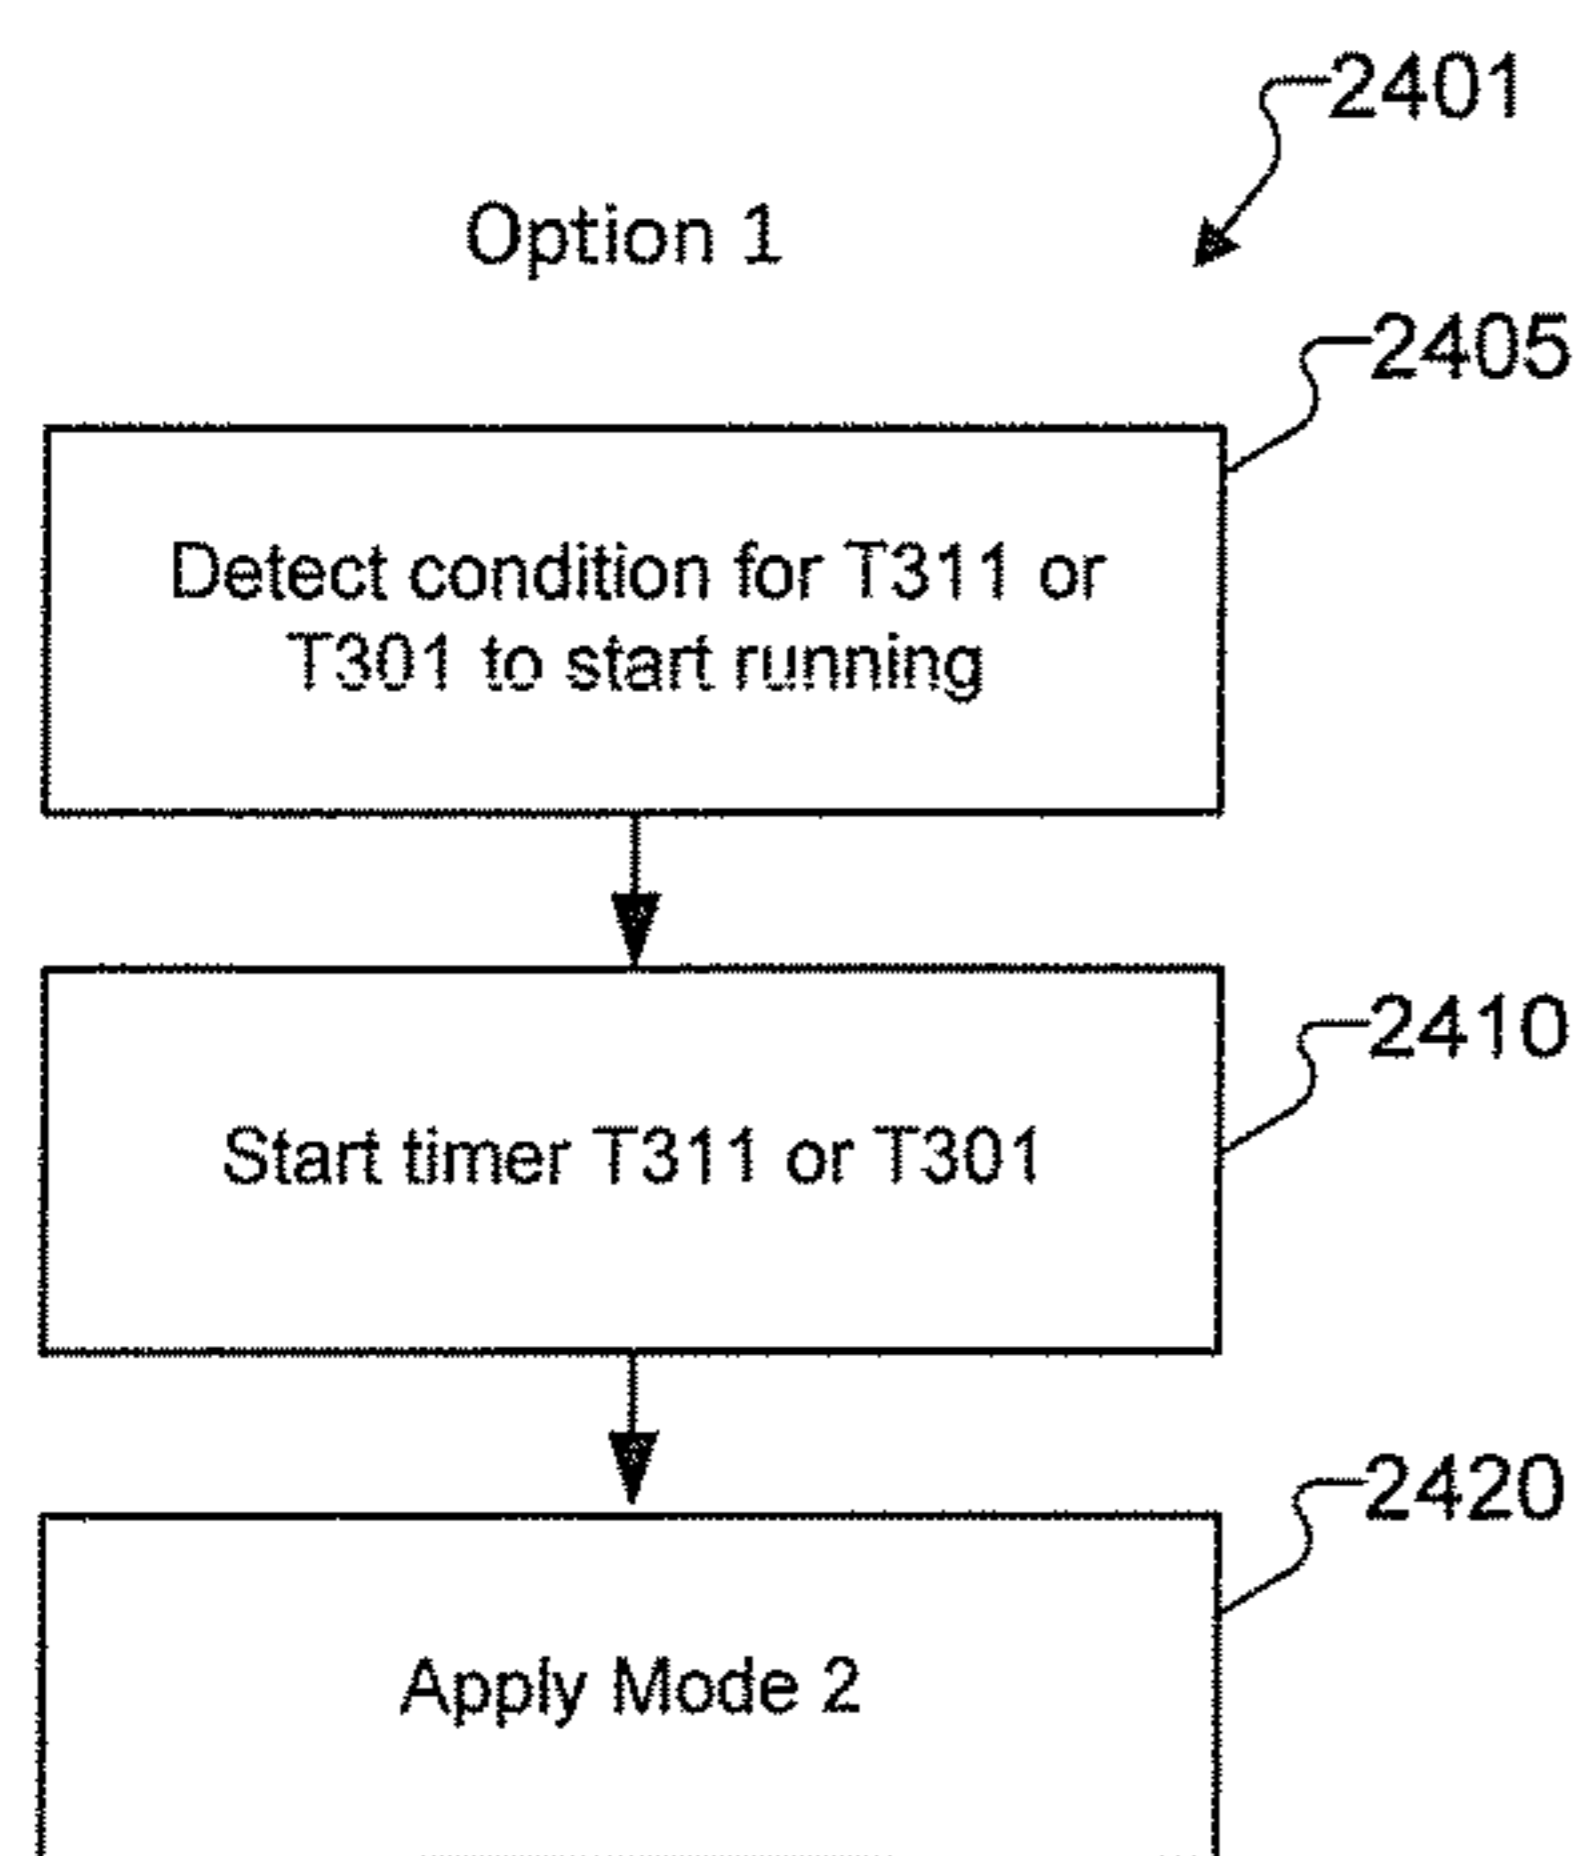 2401
Option 1
2405
Detect condition for T311 or
T301 to start running
2410
Start timer T311 or T301
2420
Apply Mode 2